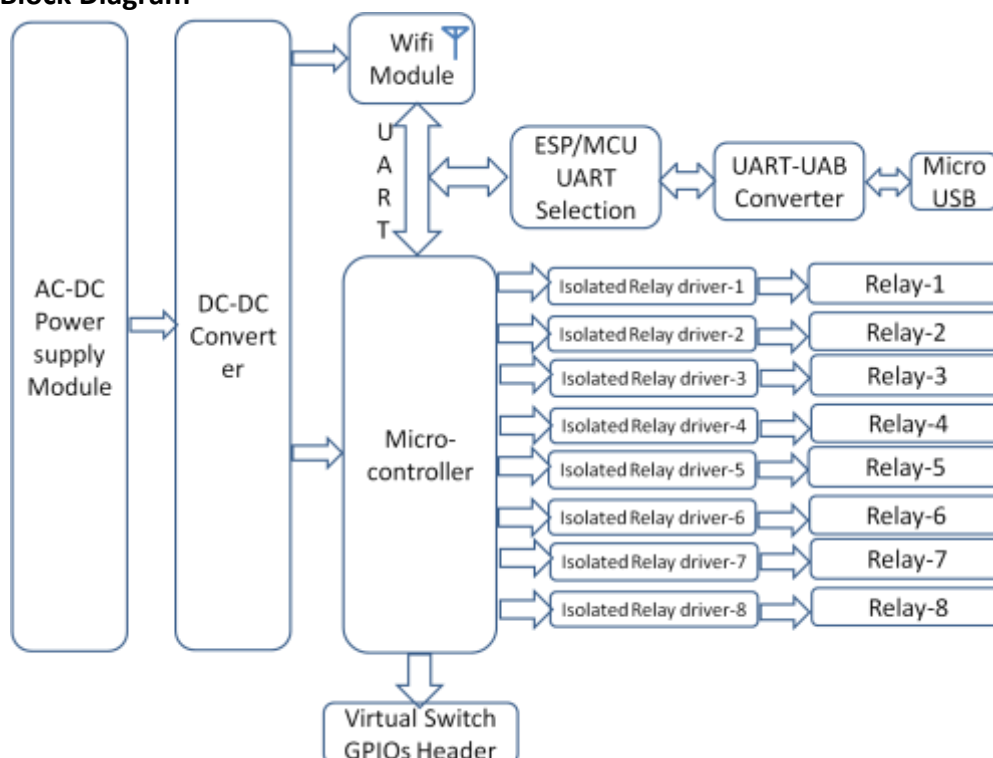 Block Diagram
Wifi
Module
U
A
R
T
ESP/MCU
UART
Selection
UART-UAB
Converter
Micro
USB
AC-DC
Power
supply
Module
DC-DC
Convert
er
Micro-
controller
Isolated Relay driver-1
Relay-1
Isolated Relay driver-2
Relay-2
Isolated Relay driver-3
Relay-3
Isolated Relay driver-4
Relay-4
Isolated Relay driver-5
Relay-5
Isolated Relay driver-6
Relay-6
Isolated Relay driver-7
Relay-7
Isolated Relay driver-8
Relay-8
Virtual Switch
GPIOs Header